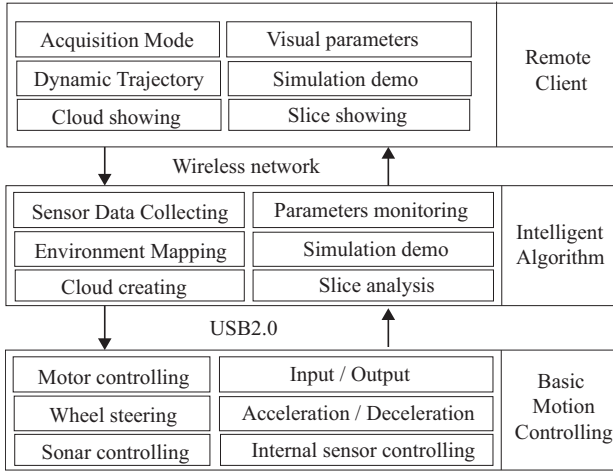 Acquisition Mode
Visual parameters
Dynamic Trajectory
Simulation demo
Cloud showing
Slice showing
Remote
Client
Wireless network
Sensor Data Collecting
Parameters monitoring
Environment Mapping
Simulation demo
Cloud creating
Slice analysis
Intelligent
Algorithm
USB2.0
Motor controlling
Input / Output
Wheel steering
Acceleration / Deceleration
Sonar controlling
Internal sensor controlling
Basic
Motion
Controlling